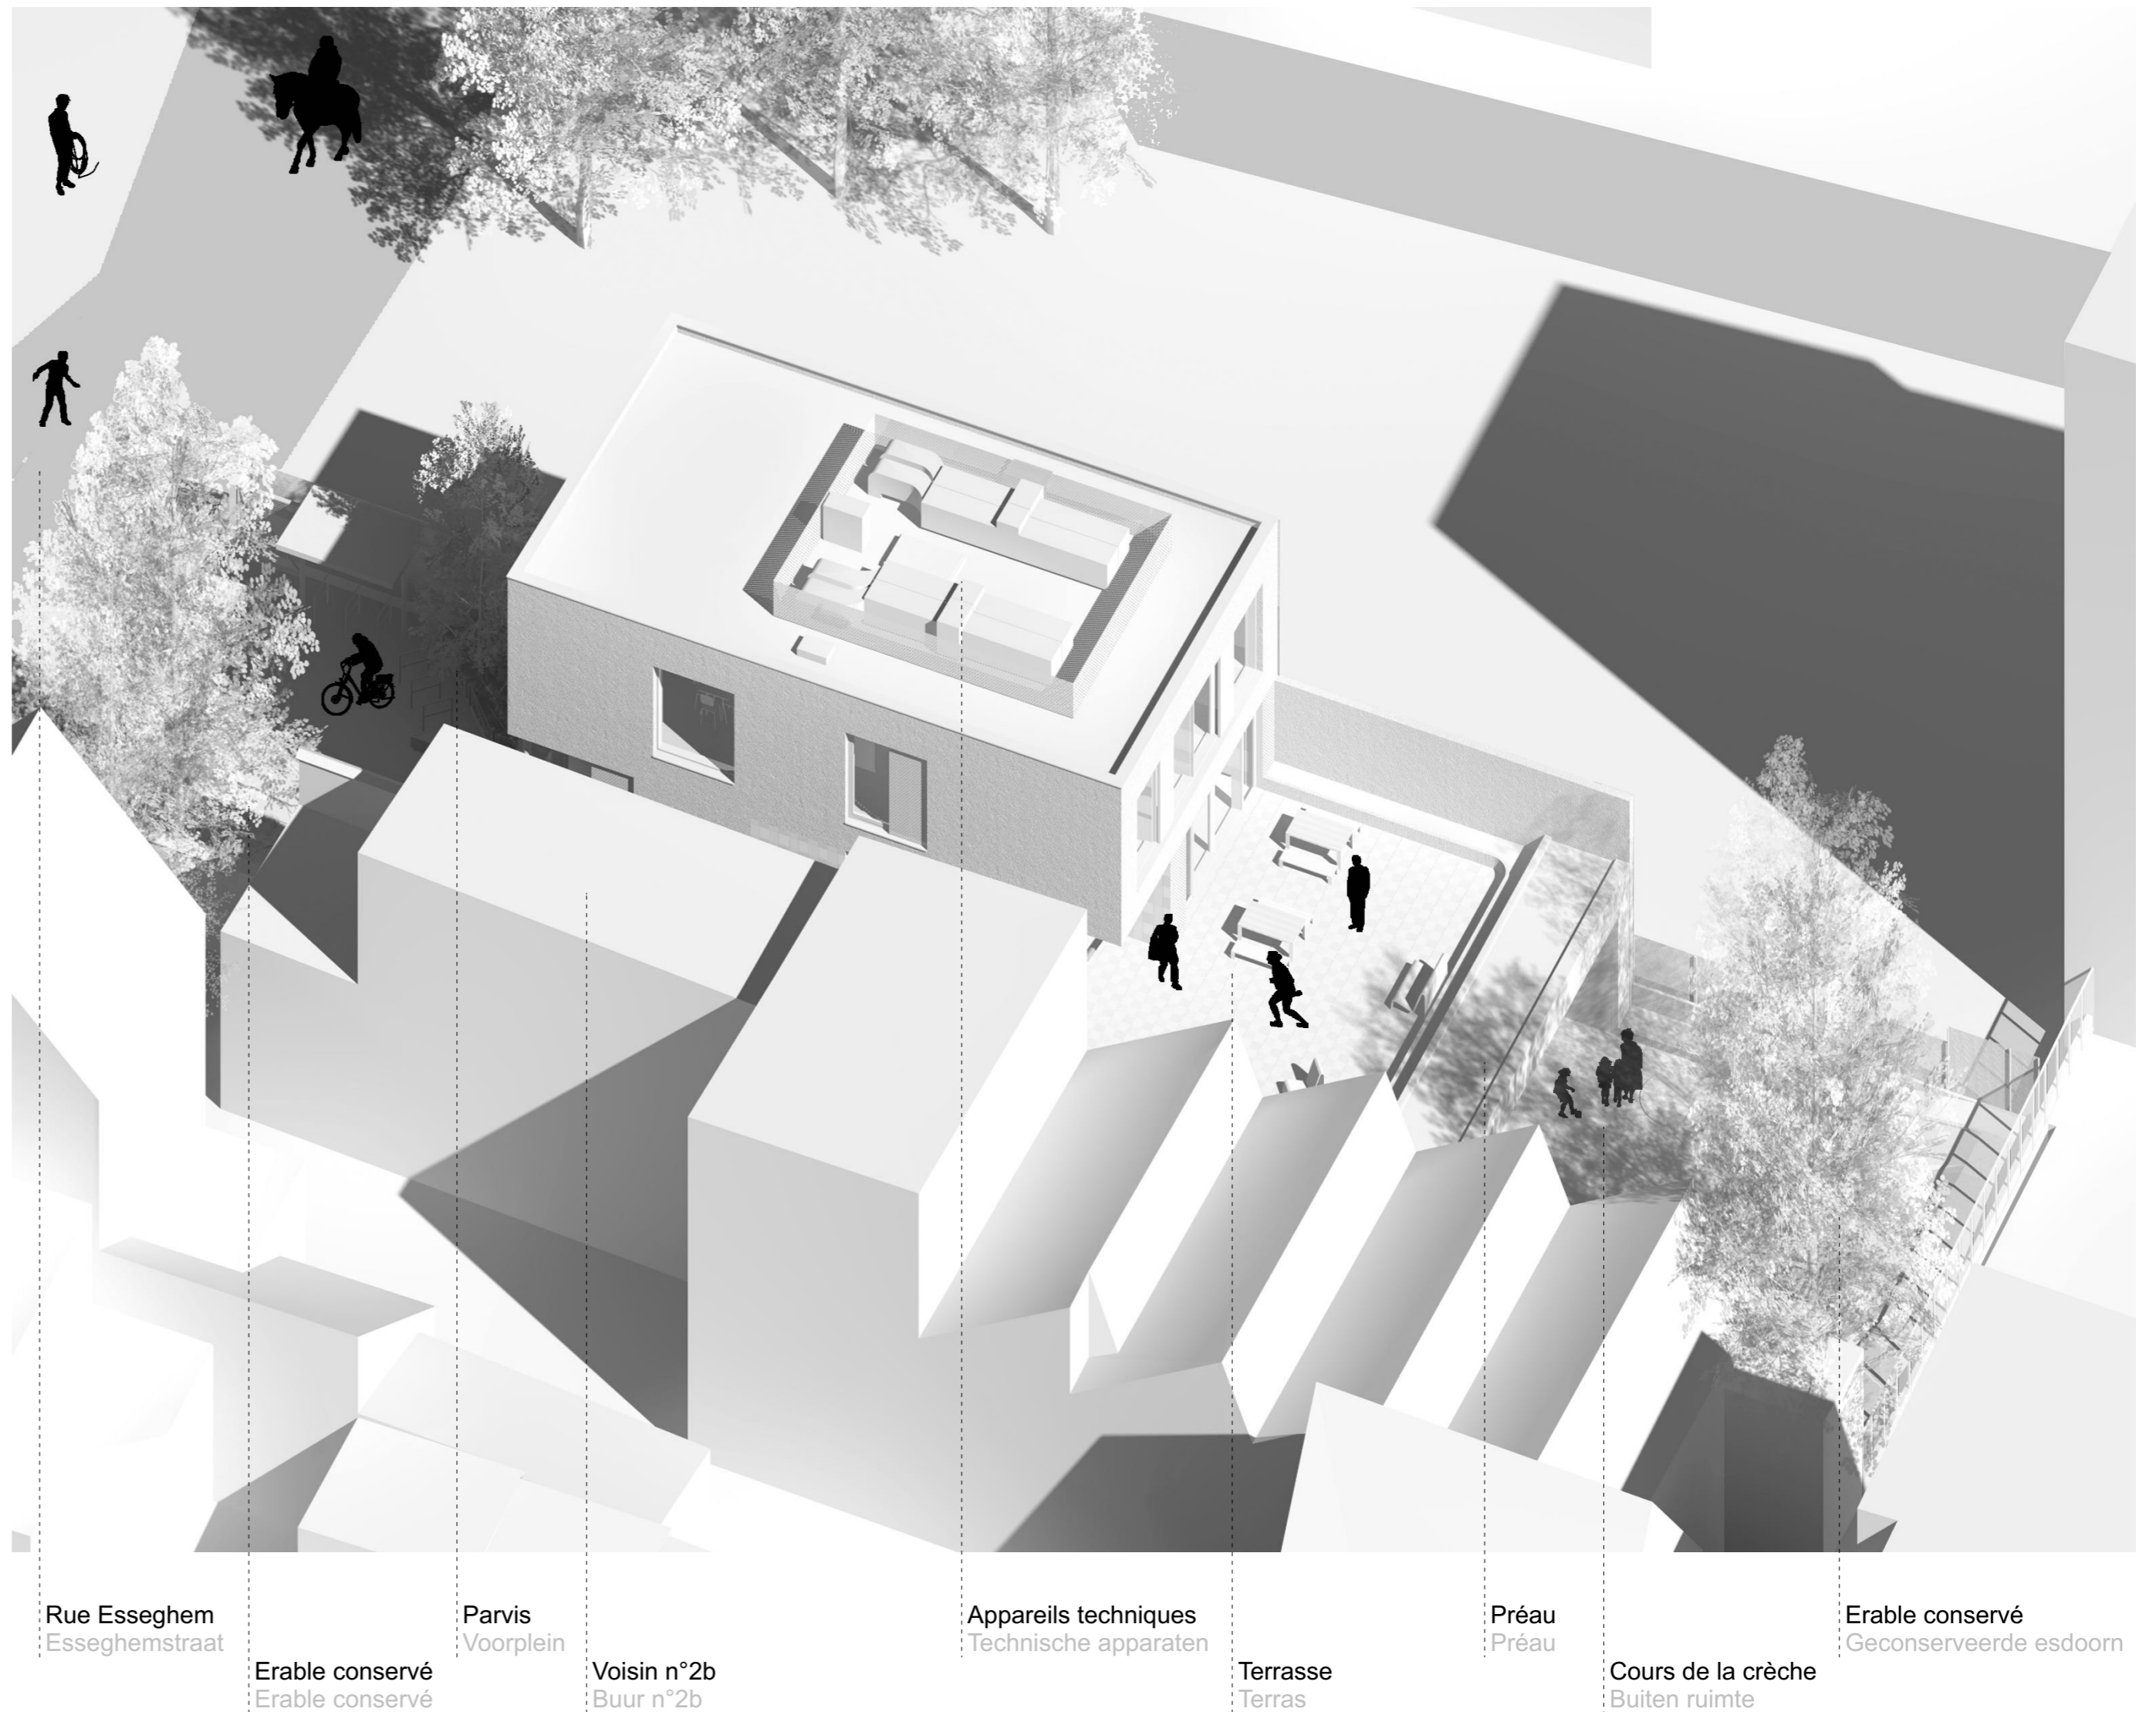 Rue Esseghem
Esseghemstraat
Erable conservé
Erable conservé
Parvis
Voorplein
Voisin n°2b
Buur n°2b
Appareils techniques
Technische apparaten
Terrasse
Terras
Préau
Préau
Cours de la crèche
Buiten ruimte
Erable conservé
Geconserveerde esdoorn